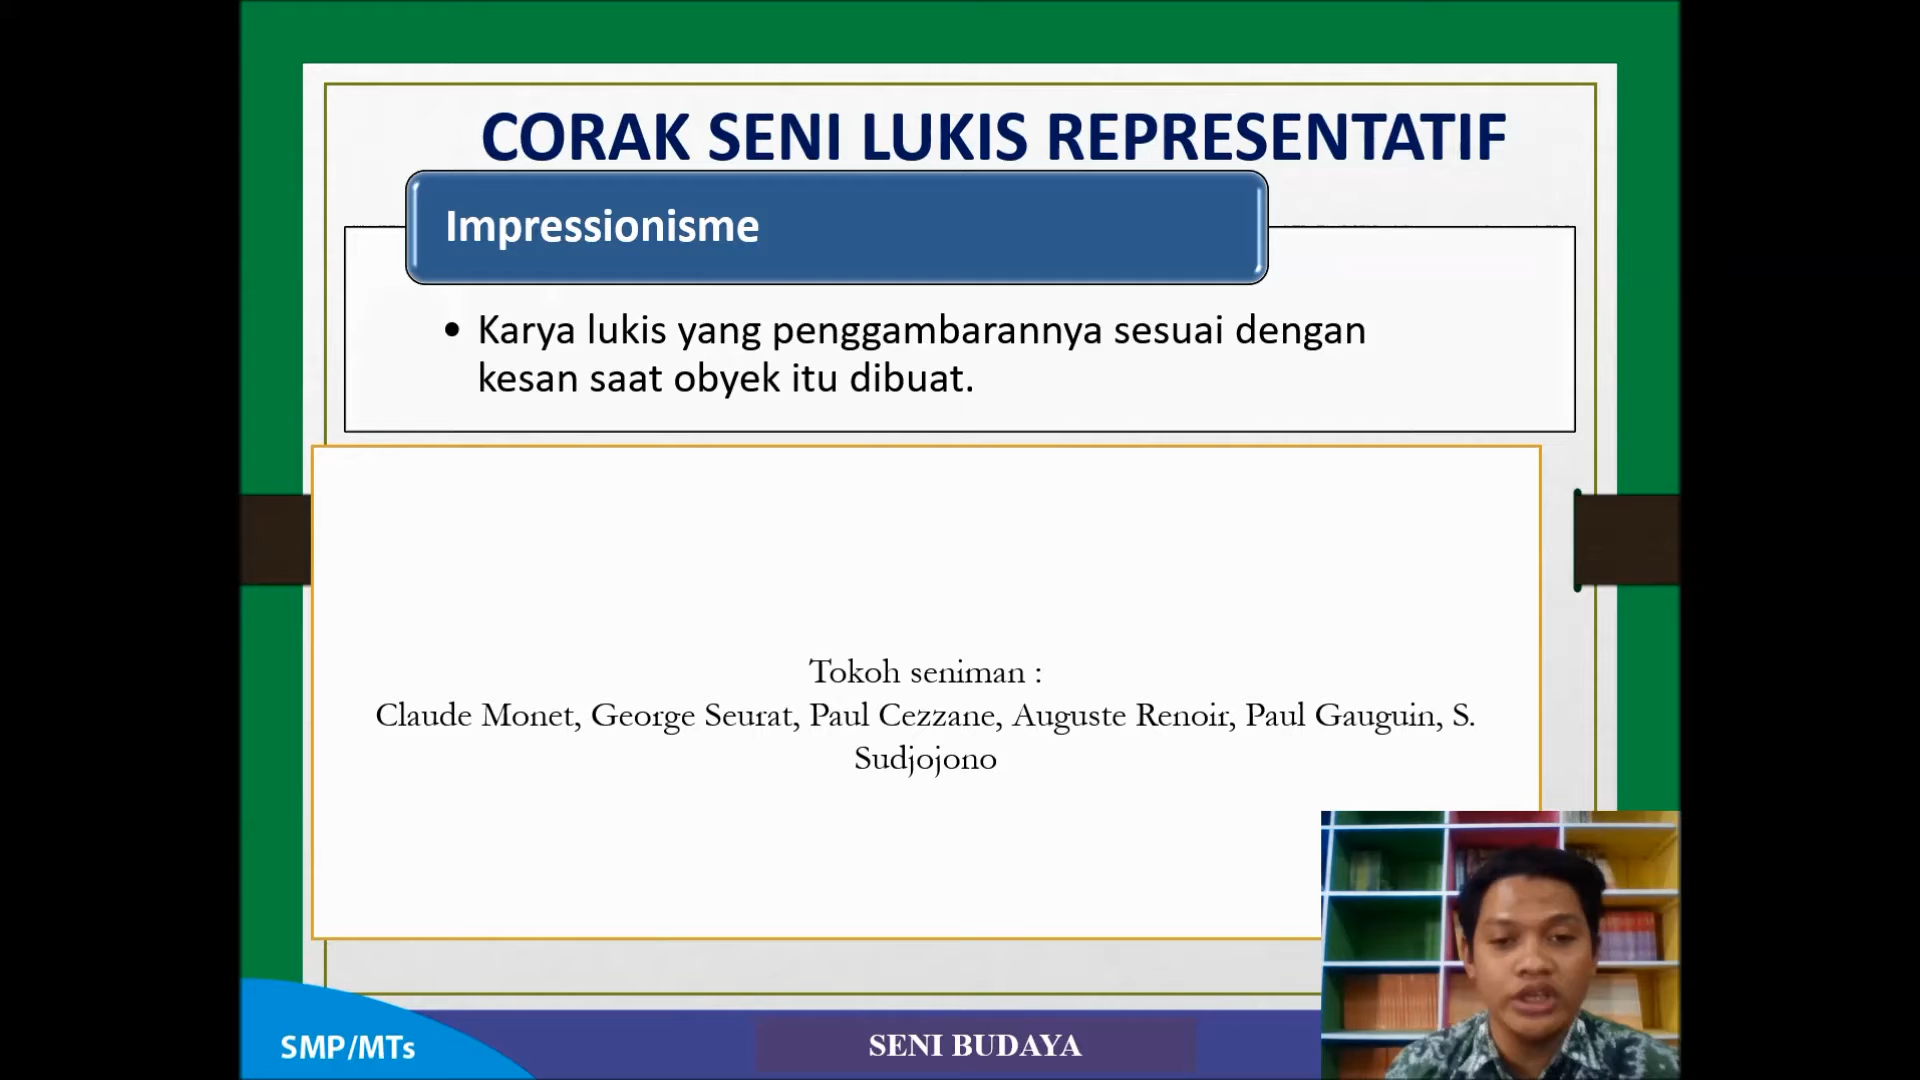 CORAK SENI LUKIS REPRESENTATIF
Impressionisme
• Karya lukis yang penggambarannya sesuai dengan
kesan saat obyek itu dibuat.
Tokoh seniman :
Claude Monet, George Seurat, Paul Cezzane, Auguste Renoir, Paul Gauguin, S.
Sudjojono
SMP/MTs
SENI BUDAYA